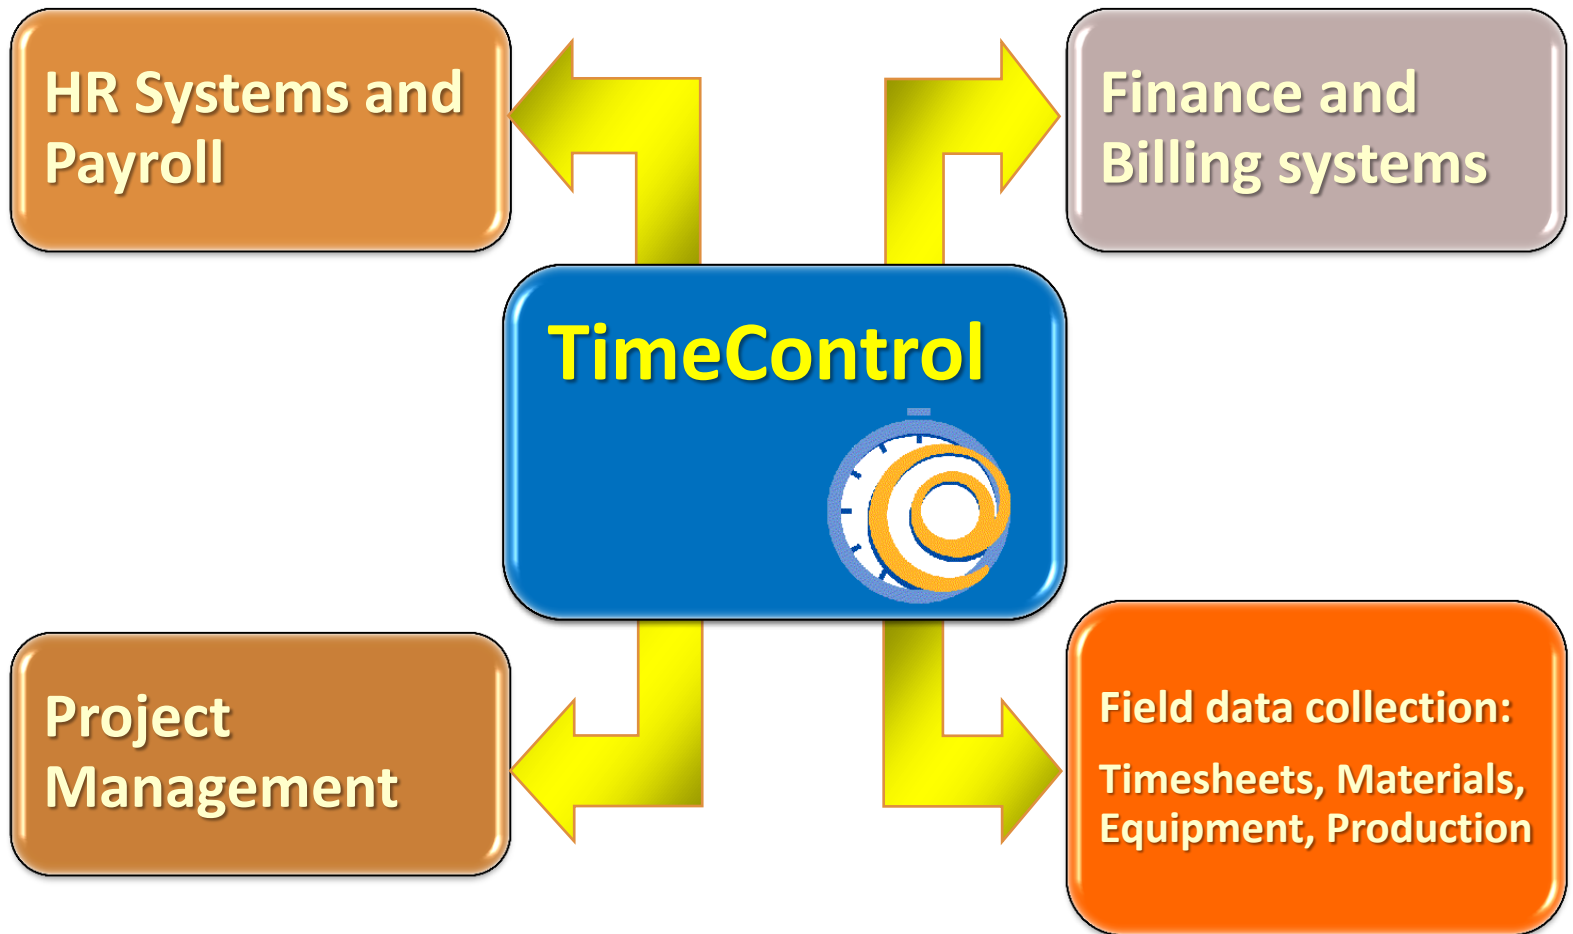 HR Systems and
Payroll
Finance and
Billing systems
TimeControl
Project
Management
Field data collection:
Timesheets, Materials,
Equipment, Production